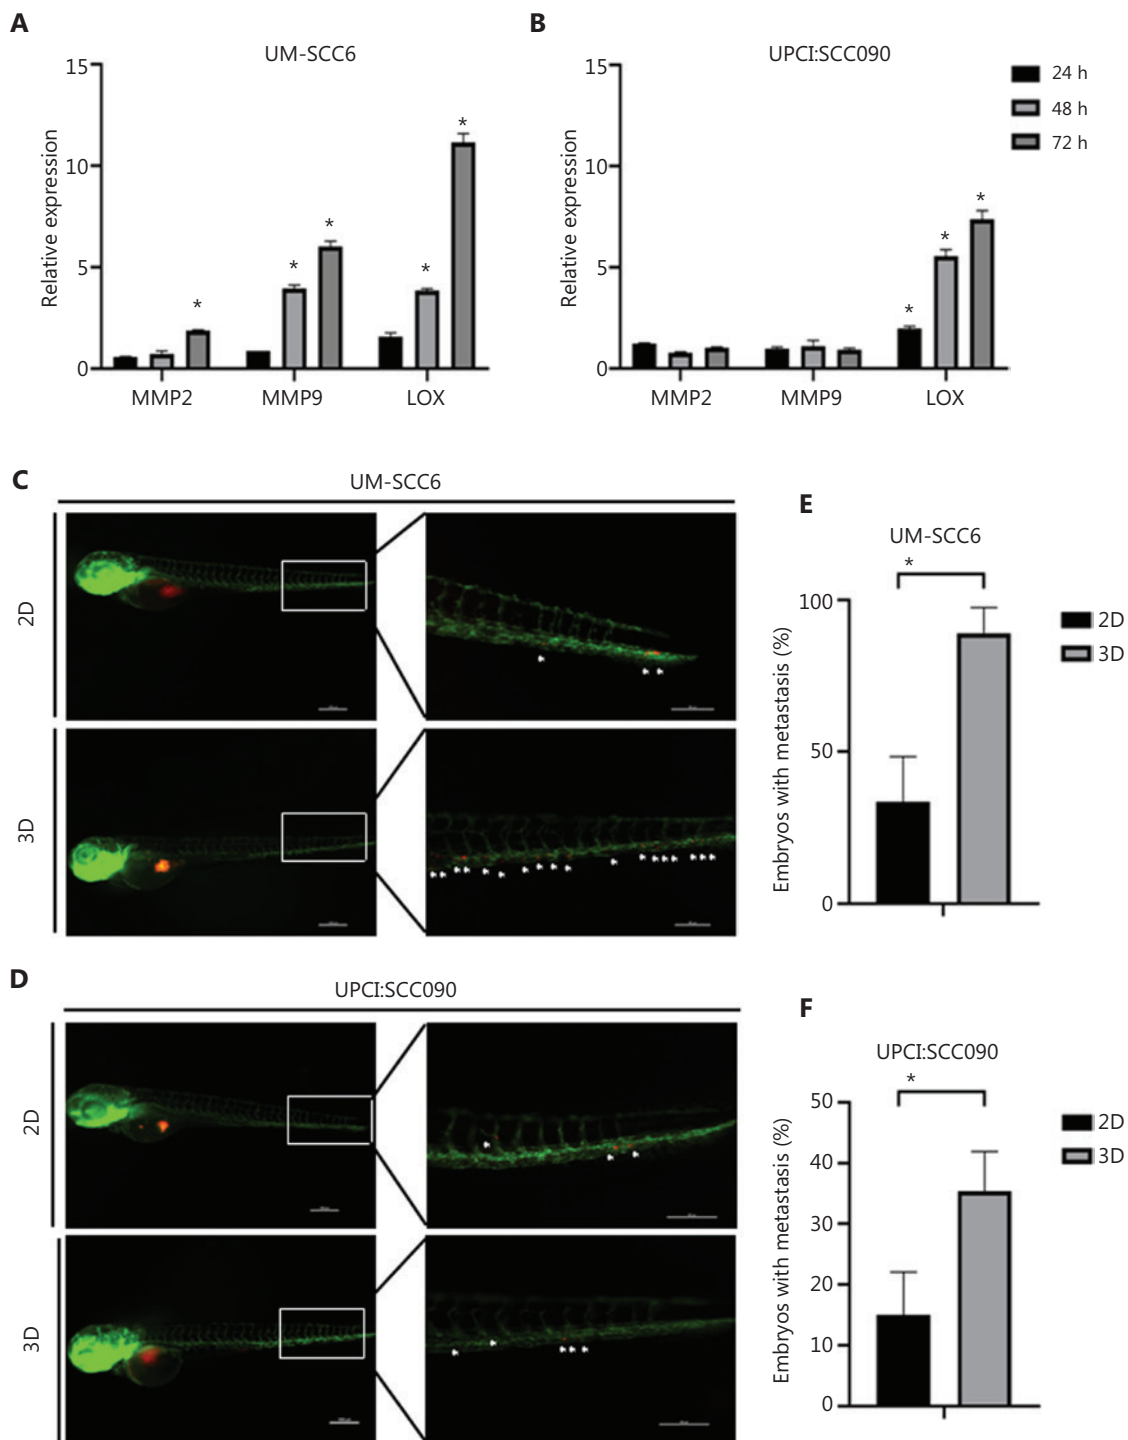 A
UM-SCC6
Relative expression
15
10
5
0
*
*
*
*
*
MMP2
MMP9
LOX
B
UPCI:SCC090
Relative expression
15
10
5
0
*
*
*
MMP2
MMP9
LOX
24 h
48 h
72 h
C
UM-SCC6
2D
3D
E
UM-SCC6
*
Embryos with metastasis (%)
100
50
0
2D
3D
D
UPCI:SCC090
2D
3D
F
UPCI:SCC090
*
Embryos with metastasis (%)
50
40
30
20
10
0
2D
3D